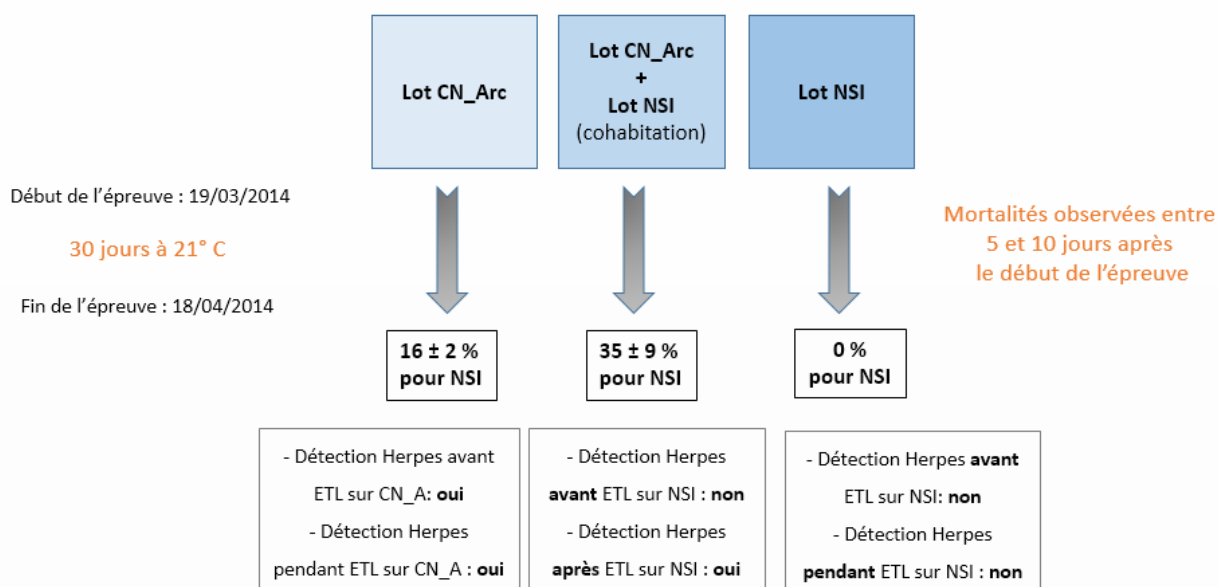 Lot CN_Arc
Lot CN_Arc
+
Lot NSI
(cohabitation)
Lot NSI
Début de l'épreuve : 19/03/2014
30 jours à 21° C
Fin de l'épreuve : 18/04/2014
Mortalités observées entre
5 et 10 jours après
le début de l'épreuve
16 ± 2 %
pour NSI
35 ± 9 %
pour NSI
0 %
pour NSI
- Détection Herpes avant
ETL sur CN_A: oui
- Détection Herpes
pendant ETL sur CN_A : oui
- Détection Herpes
avant ETL sur NSI : non
- Détection Herpes
après ETL sur NSI : oui
- Détection Herpes avant
ETL sur NSI: non
- Détection Herpes
pendant ETL sur NSI : non